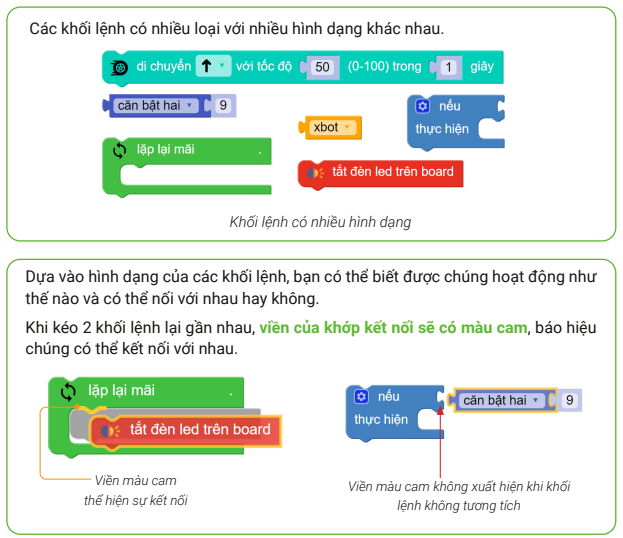 Các khối lệnh có nhiều loại với nhiều hình dạng khác nhau.
di chuyển với tốc độ 50 (0-100) trong 1 giây
căn bật hai 9
nếu
xbot
thực hiện
lặp lại mãi .
tắt đèn led trên board
Khối lệnh có nhiều hình dạng
Dựa vào hình dạng của các khối lệnh, bạn có thể biết được chúng hoạt động như
thế nào và có thể nối với nhau hay không.
Khi kéo 2 khối lệnh lại gần nhau, viền của khớp kết nối sẽ có màu cam, báo hiệu
chúng có thể kết nối với nhau.
lặp lại mãi .
tắt đèn led trên board
nếu
căn bật hai 9
thực hiện
Viền màu cam
thể hiện sự kết nối
Viền màu cam không xuất hiện khi khối
lệnh không tương tích